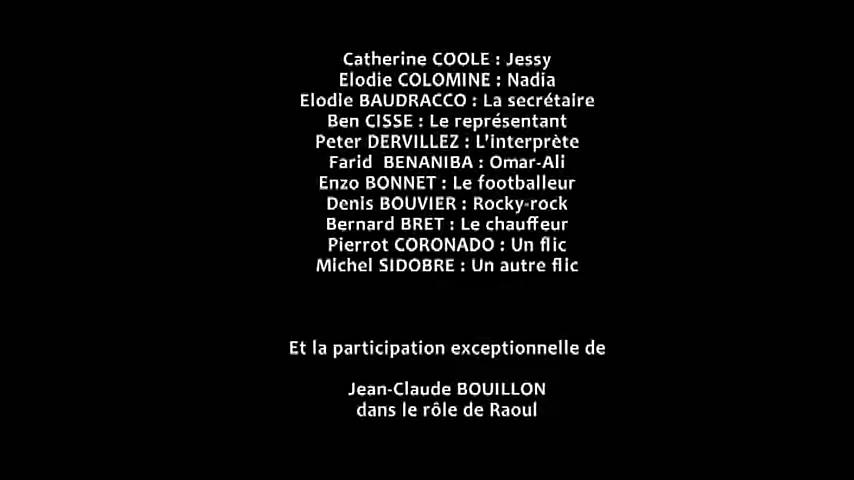 Catherine COOLE : Jessy
Elodie COLOMINE : Nadia
Elodie BAUDRACCO : La secrétaire
Ben CISSE : Le représentant
Peter DERVILLEZ : L'interprète
Farid  BENANIBA : Omar-Ali
Enzo BONNET : Le footballeur
Denis BOUVIER : Rocky-rock
Bernard BRET : Le chauffeur
Pierrot CORONADO : Un flic
Michel SIDOBRE : Un autre flic
Et la participation exceptionnelle de
Jean-Claude BOUILLON
dans le rôle de Raoul